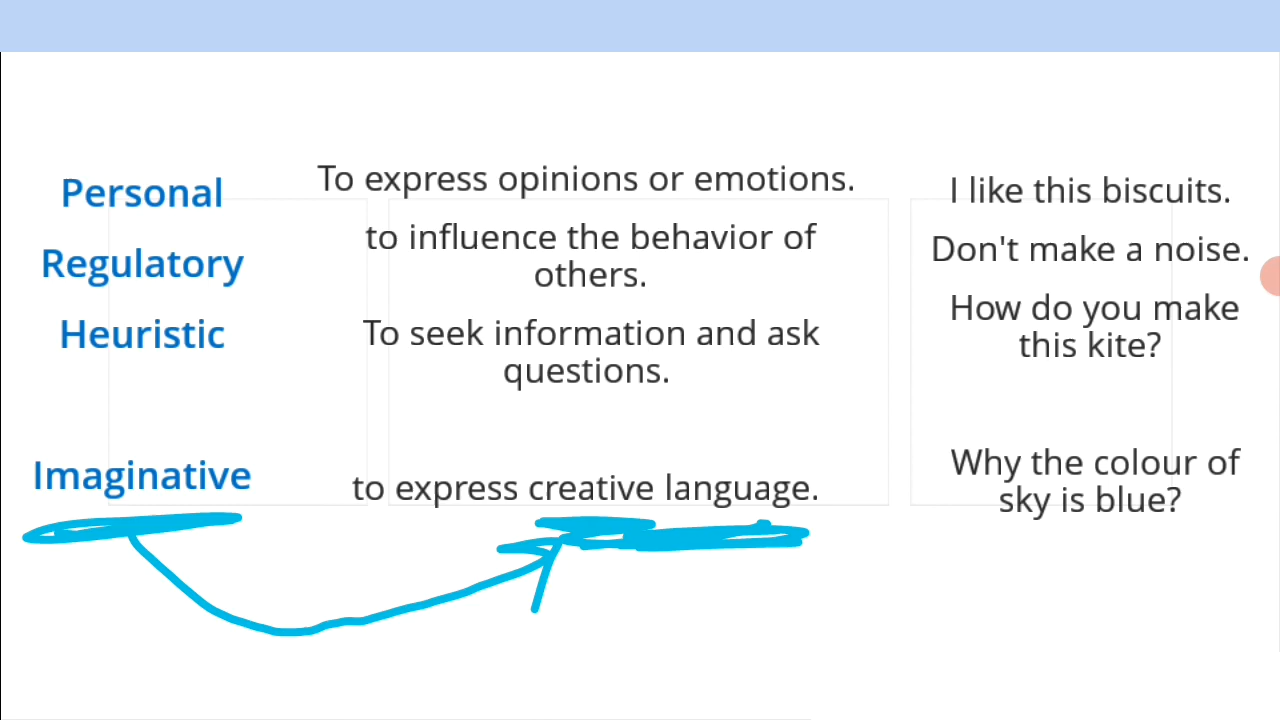 Personal
To express opinions or emotions.
I like this biscuits.
Regulatory
to influence the behavior of
others.
Don't make a noise.
Heuristic
To seek information and ask
questions.
How do you make
this kite?
Imaginative
to express creative language.
Why the colour of
sky is blue?